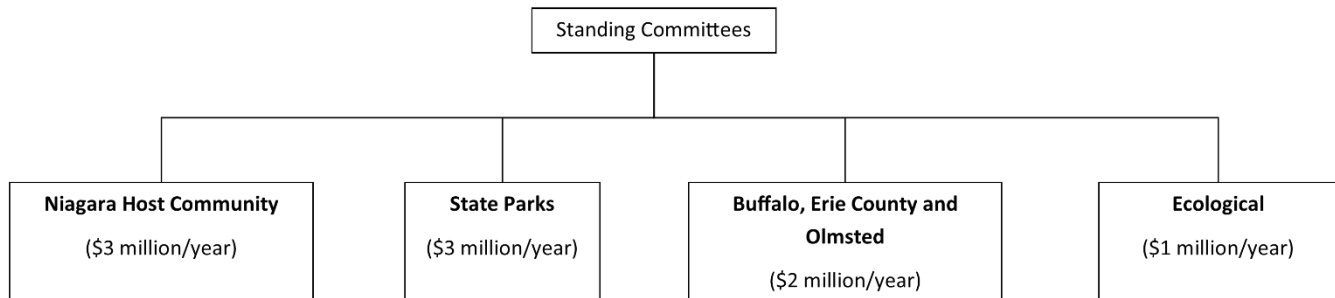 Standing Committees
Niagara Host Community
($3 million/year)
State Parks
($3 million/year)
Buffalo, Erie County and
Olmsted
($2 million/year)
Ecological
($1 million/year)